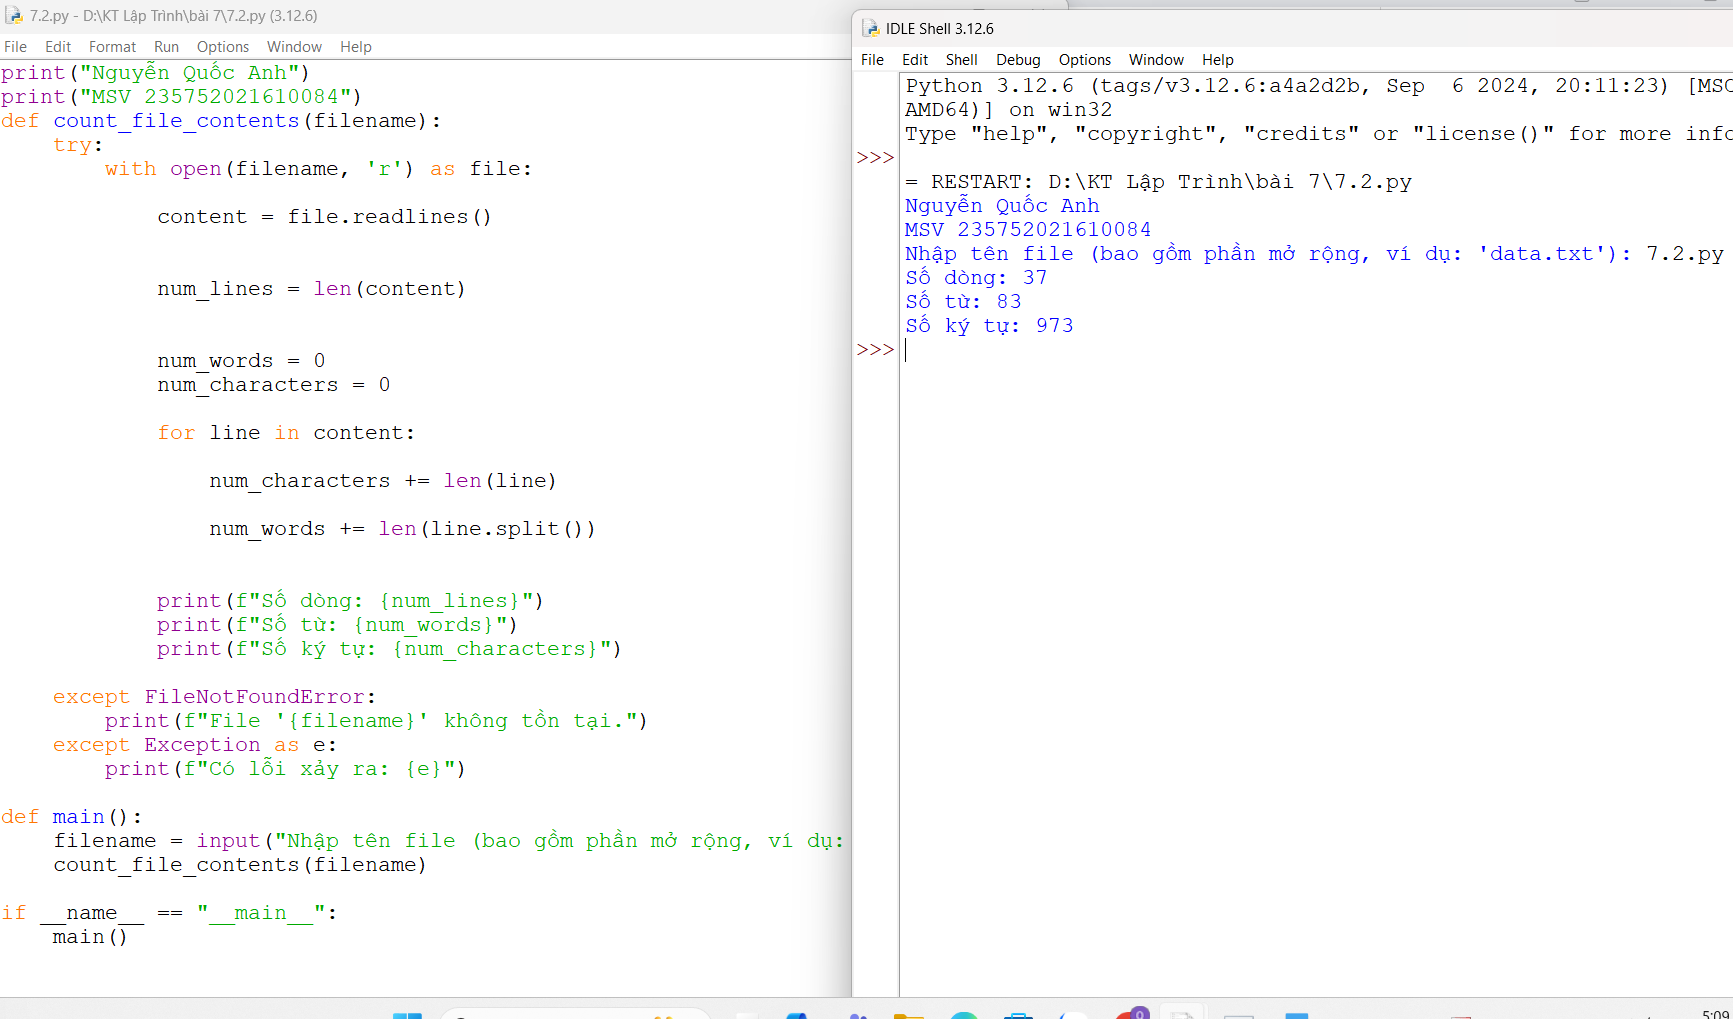 7.2.py - D:\KT Lập Trình\bài 7\7.2.py (3.12.6)
File Edit Format Run Options Window Help
print("Nguyễn Quốc Anh")
print("MSV 235752021610084")
def count_file_contents(filename):
    try:
        with open(filename, 'r') as file:
            content = file.readlines()
            num_lines = len(content)
            num_words = 0
            num_characters = 0
            for line in content:
                num_characters += len(line)
                num_words += len(line.split())
            print(f"Số dòng: {num_lines}")
            print(f"Số từ: {num_words}")
            print(f"Số ký tự: {num_characters}")
    except FileNotFoundError:
        print(f"File '{filename}' không tồn tại.")
    except Exception as e:
        print(f"Có lỗi xảy ra: {e}")
def main():
    filename = input("Nhập tên file (bao gồm phần mở rộng, ví dụ:
    count_file_contents(filename)
if __name__ == "__main__":
    main()
IDLE Shell 3.12.6
File Edit Shell Debug Options Window Help
Python 3.12.6 (tags/v3.12.6:a4a2d2b, Sep  6 2024, 20:11:23) [MSC
AMD64)] on win32
Type "help", "copyright", "credits" or "license()" for more info
>>>
= RESTART: D:\KT Lập Trình\bài 7\7.2.py
Nguyễn Quốc Anh
MSV 235752021610084
Nhập tên file (bao gồm phần mở rộng, ví dụ: 'data.txt'): 7.2.py
Số dòng: 37
Số từ: 83
Số ký tự: 973
>>>
5:09